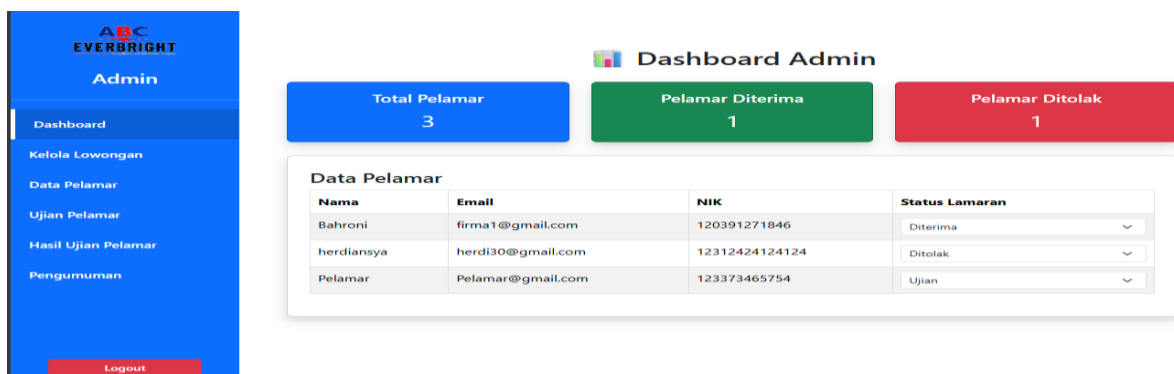 ABC
EVERBRIGHT
Admin
Dashboard
Kelola Lowongan
Data Pelamar
Ujian Pelamar
Hasil Ujian Pelamar
Pengumuman
Logout
Dashboard Admin
Total Pelamar
3
Pelamar Diterima
1
Pelamar Ditolak
1
Data Pelamar
Nama Email NIK Status Lamaran
Bahroni firma1@gmail.com 120391271846 Diterima
herdiansya herdi30@gmail.com 12312424124124 Ditolak
Pelamar Pelamar@gmail.com 123373465754 Ujian